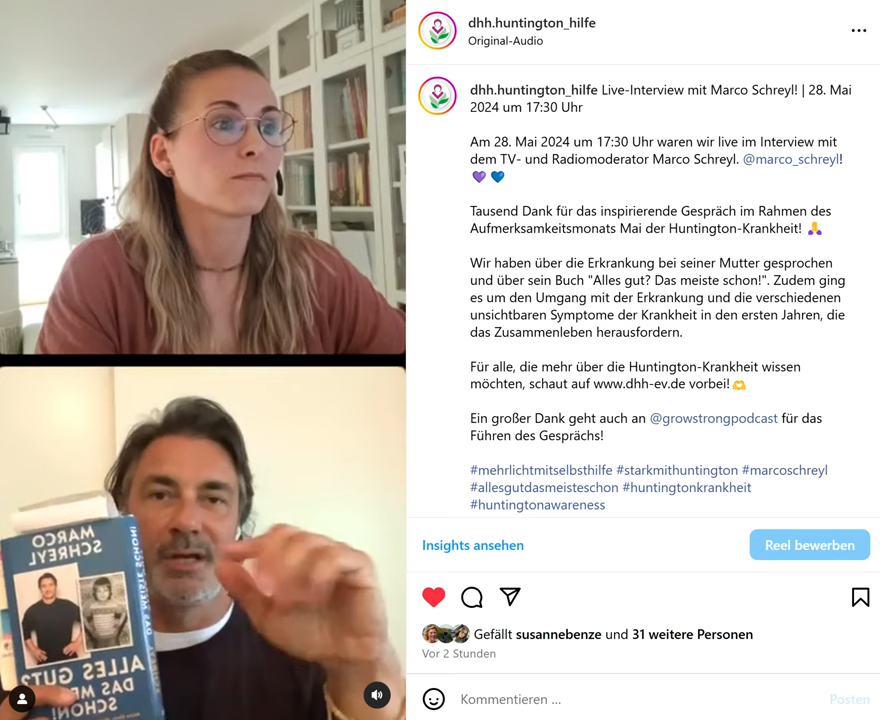 dhh.huntington_hilfe
Original-Audio
dhh.huntington_hilfe Live-Interview mit Marco Schreyl! | 28. Mai
2024 um 17:30 Uhr
Am 28. Mai 2024 um 17:30 Uhr waren wir live im Interview mit
dem TV- und Radiomoderator Marco Schreyl. @marco_schreyl!
💜 💙
Tausend Dank für das inspirierende Gespräch im Rahmen des
Aufmerksamkeitsmonats Mai der Huntington-Krankheit! 🙏
Wir haben über die Erkrankung bei seiner Mutter gesprochen
und über sein Buch "Alles gut? Das meiste schon!". Zudem ging
es um den Umgang mit der Erkrankung und die verschiedenen
unsichtbaren Symptome der Krankheit in den ersten Jahren, die
das Zusammenleben herausfordern.
Für alle, die mehr über die Huntington-Krankheit wissen
möchten, schaut auf www.dhh-ev.de vorbei! 🫶
Ein großer Dank geht auch an @growstrongpodcast für das
Führen des Gesprächs!
#mehrlichtmitselbsthilfe #starkmithuntington #marcoschreyl
#allesgutdasmeisteschon #huntingtonkrankheit
#huntingtonawareness
Insights ansehen
Reel bewerben
Gefällt susannebenze und 31 weitere Personen
Vor 2 Stunden
Kommentieren ...
Posten
MARCO
SCHREYL
ALLES GUT?
DAS ME
SCHON!